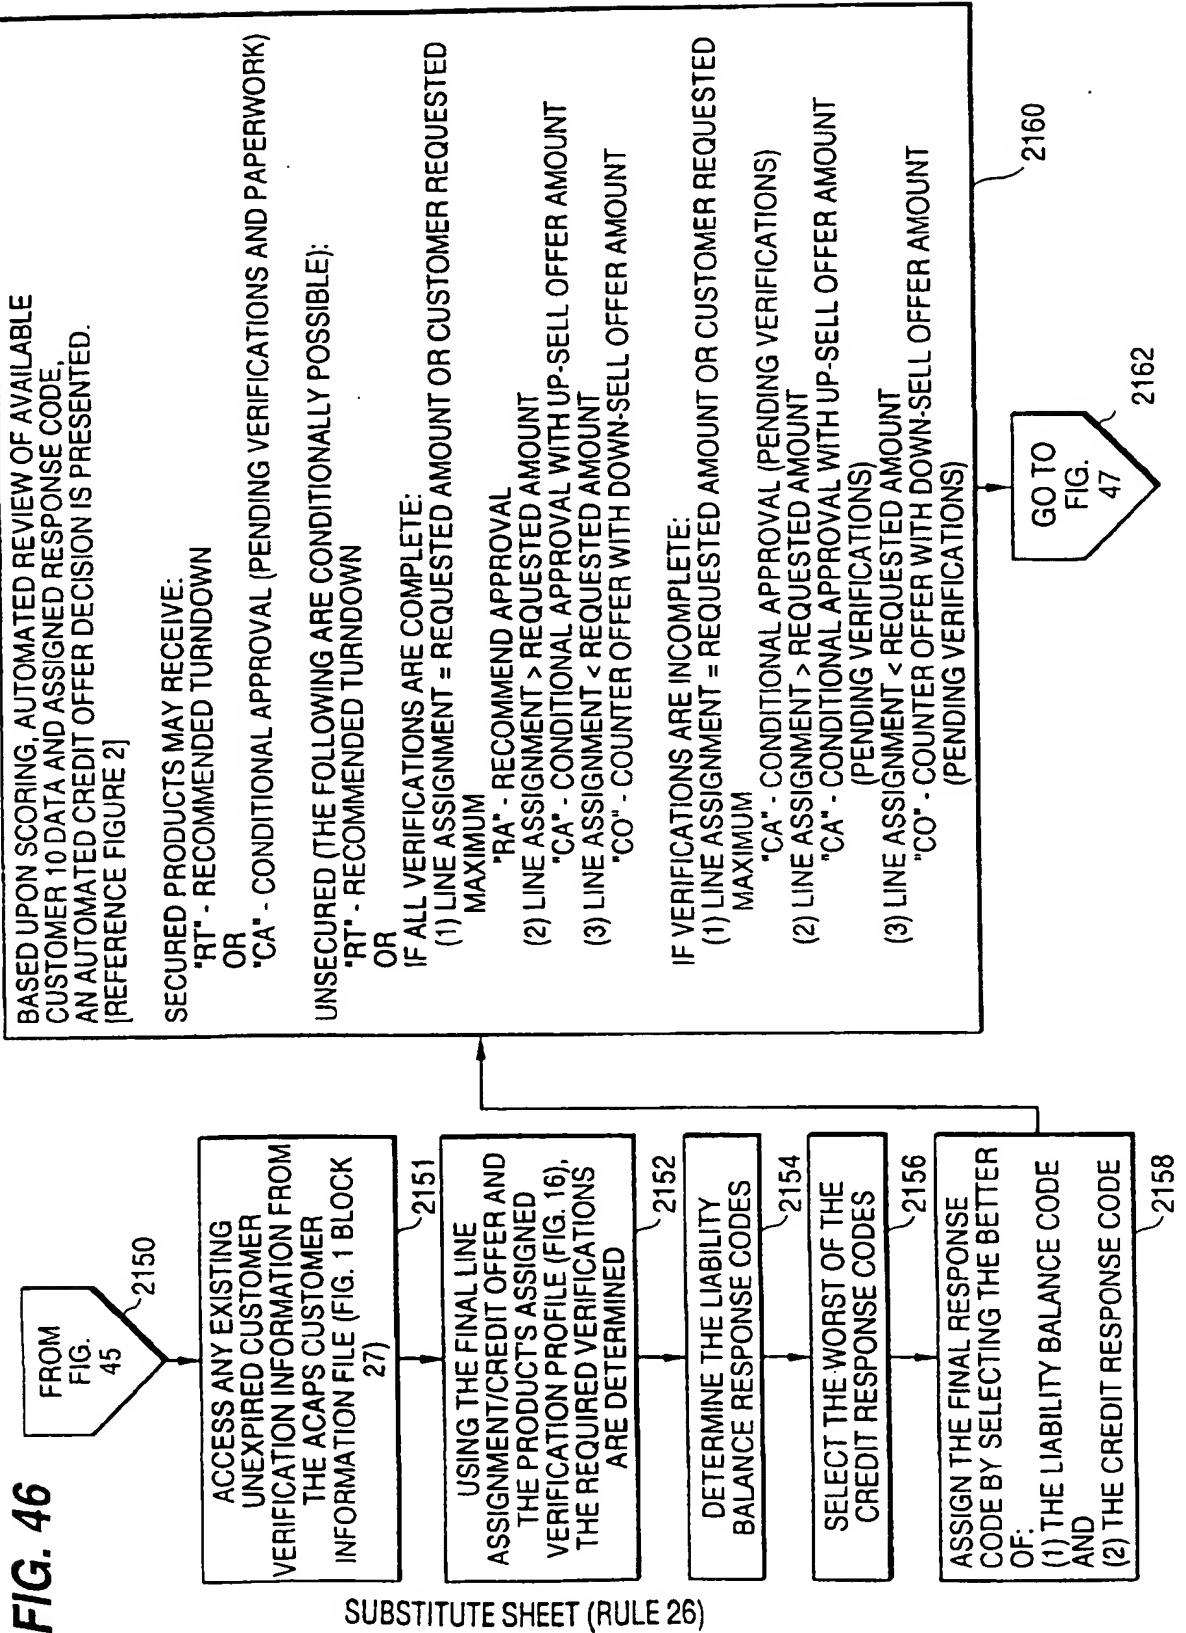 FIG. 46
FROM
FIG.
45
2150
ACCESS ANY EXISTING
UNEXPIRED CUSTOMER
VERIFICATION INFORMATION FROM
THE ACAPS CUSTOMER
INFORMATION FILE (FIG. 1 BLOCK
27)
2151
USING THE FINAL LINE
ASSIGNMENT/CREDIT OFFER AND
THE PRODUCTS ASSIGNED
VERIFICATION PROFILE (FIG. 16),
THE REQUIRED VERIFICATIONS
ARE DETERMINED
2152
DETERMINE THE LIABILITY
BALANCE RESPONSE CODES
2154
SELECT THE WORST OF THE
CREDIT RESPONSE CODES
2156
ASSIGN THE FINAL RESPONSE
CODE BY SELECTING THE BETTER
OF:
(1) THE LIABILITY BALANCE CODE
AND
(2) THE CREDIT RESPONSE CODE
2158
BASED UPON SCORING, AUTOMATED REVIEW OF AVAILABLE
CUSTOMER 10 DATA AND ASSIGNED RESPONSE CODE,
AN AUTOMATED CREDIT OFFER DECISION IS PRESENTED.
[REFERENCE FIGURE 2]
SECURED PRODUCTS MAY RECEIVE:
"RT" - RECOMMENDED TURNDOWN
OR
"CA" - CONDITIONAL APPROVAL (PENDING VERIFICATIONS AND PAPERWORK)
UNSECURED (THE FOLLOWING ARE CONDITIONALLY POSSIBLE):
"RT" - RECOMMENDED TURNDOWN
OR
IF ALL VERIFICATIONS ARE COMPLETE:
(1) LINE ASSIGNMENT = REQUESTED AMOUNT OR CUSTOMER REQUESTED
MAXIMUM
"RA" - RECOMMEND APPROVAL
(2) LINE ASSIGNMENT > REQUESTED AMOUNT
"CA" - CONDITIONAL APPROVAL WITH UP-SELL OFFER AMOUNT
(3) LINE ASSIGNMENT < REQUESTED AMOUNT
"CO" - COUNTER OFFER WITH DOWN-SELL OFFER AMOUNT
IF VERIFICATIONS ARE INCOMPLETE:
(1) LINE ASSIGNMENT = REQUESTED AMOUNT OR CUSTOMER REQUESTED
MAXIMUM
"CA" - CONDITIONAL APPROVAL (PENDING VERIFICATIONS)
(2) LINE ASSIGNMENT > REQUESTED AMOUNT
"CA" - CONDITIONAL APPROVAL WITH UP-SELL OFFER AMOUNT
(PENDING VERIFICATIONS)
(3) LINE ASSIGNMENT < REQUESTED AMOUNT
"CO" - COUNTER OFFER WITH DOWN-SELL OFFER AMOUNT
(PENDING VERIFICATIONS)
2160
GO TO
FIG.
47
2162
SUBSTITUTE SHEET (RULE 26)